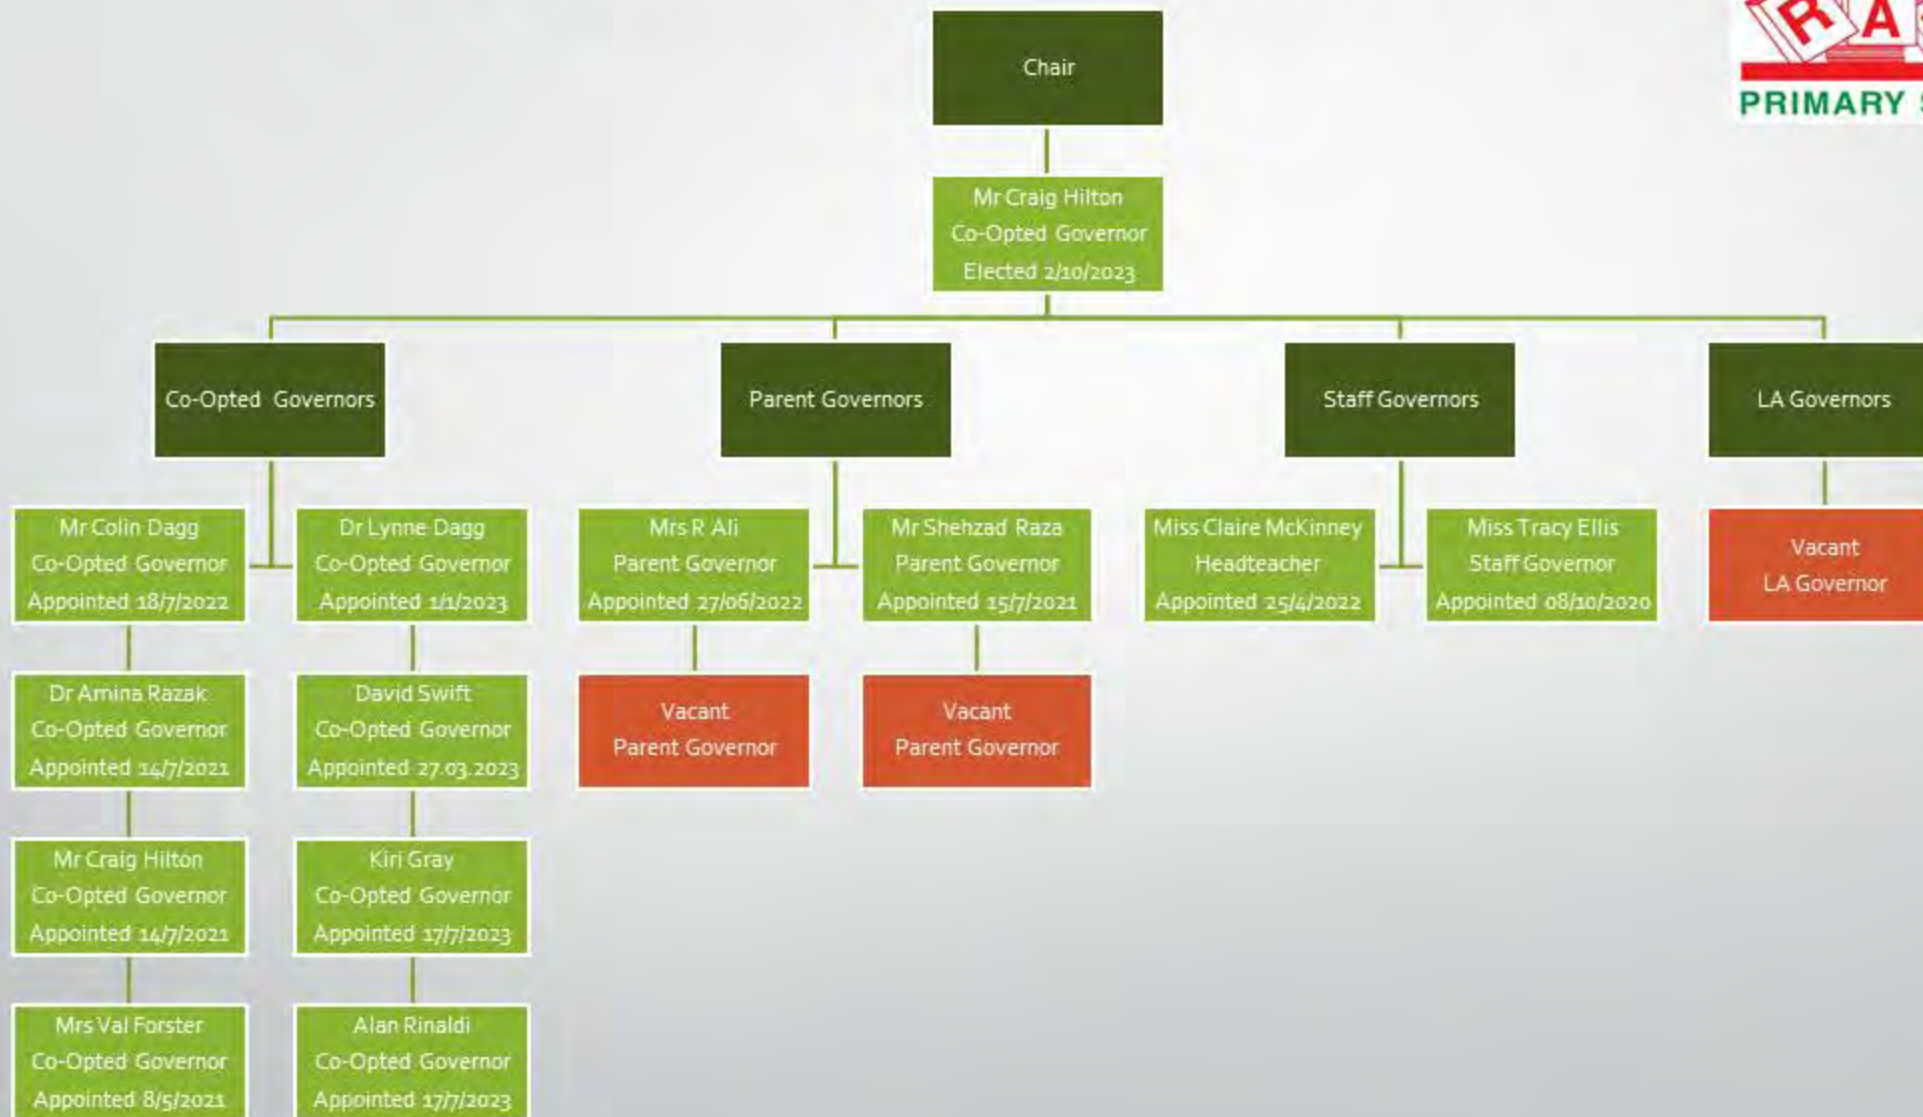 R A
PRIMARY
Chair
Mr Craig Hilton
Co-Opted Governor
Elected 2/10/2023
Co-Opted Governors
Parent Governors
Staff Governors
LA Governors
Mr Colin Dagg
Co-Opted Governor
Appointed 18/7/2022
Dr Lynne Dagg
Co-Opted Governor
Appointed 1/1/2023
Mrs R Ali
Parent Governor
Appointed 27/06/2022
Mr Shehzad Raza
Parent Governor
Appointed 15/7/2021
Miss Claire McKinney
Headteacher
Appointed 25/4/2022
Miss Tracy Ellis
Staff Governor
Appointed 08/10/2020
Vacant
LA Governor
Dr Amina Razak
Co-Opted Governor
Appointed 14/7/2021
David Swift
Co-Opted Governor
Appointed 27.03.2023
Vacant
Parent Governor
Vacant
Parent Governor
Mr Craig Hilton
Co-Opted Governor
Appointed 14/7/2021
Kiri Gray
Co-Opted Governor
Appointed 17/7/2023
Mrs Val Forster
Co-Opted Governor
Appointed 8/5/2021
Alan Rinaldi
Co-Opted Governor
Appointed 17/7/2023